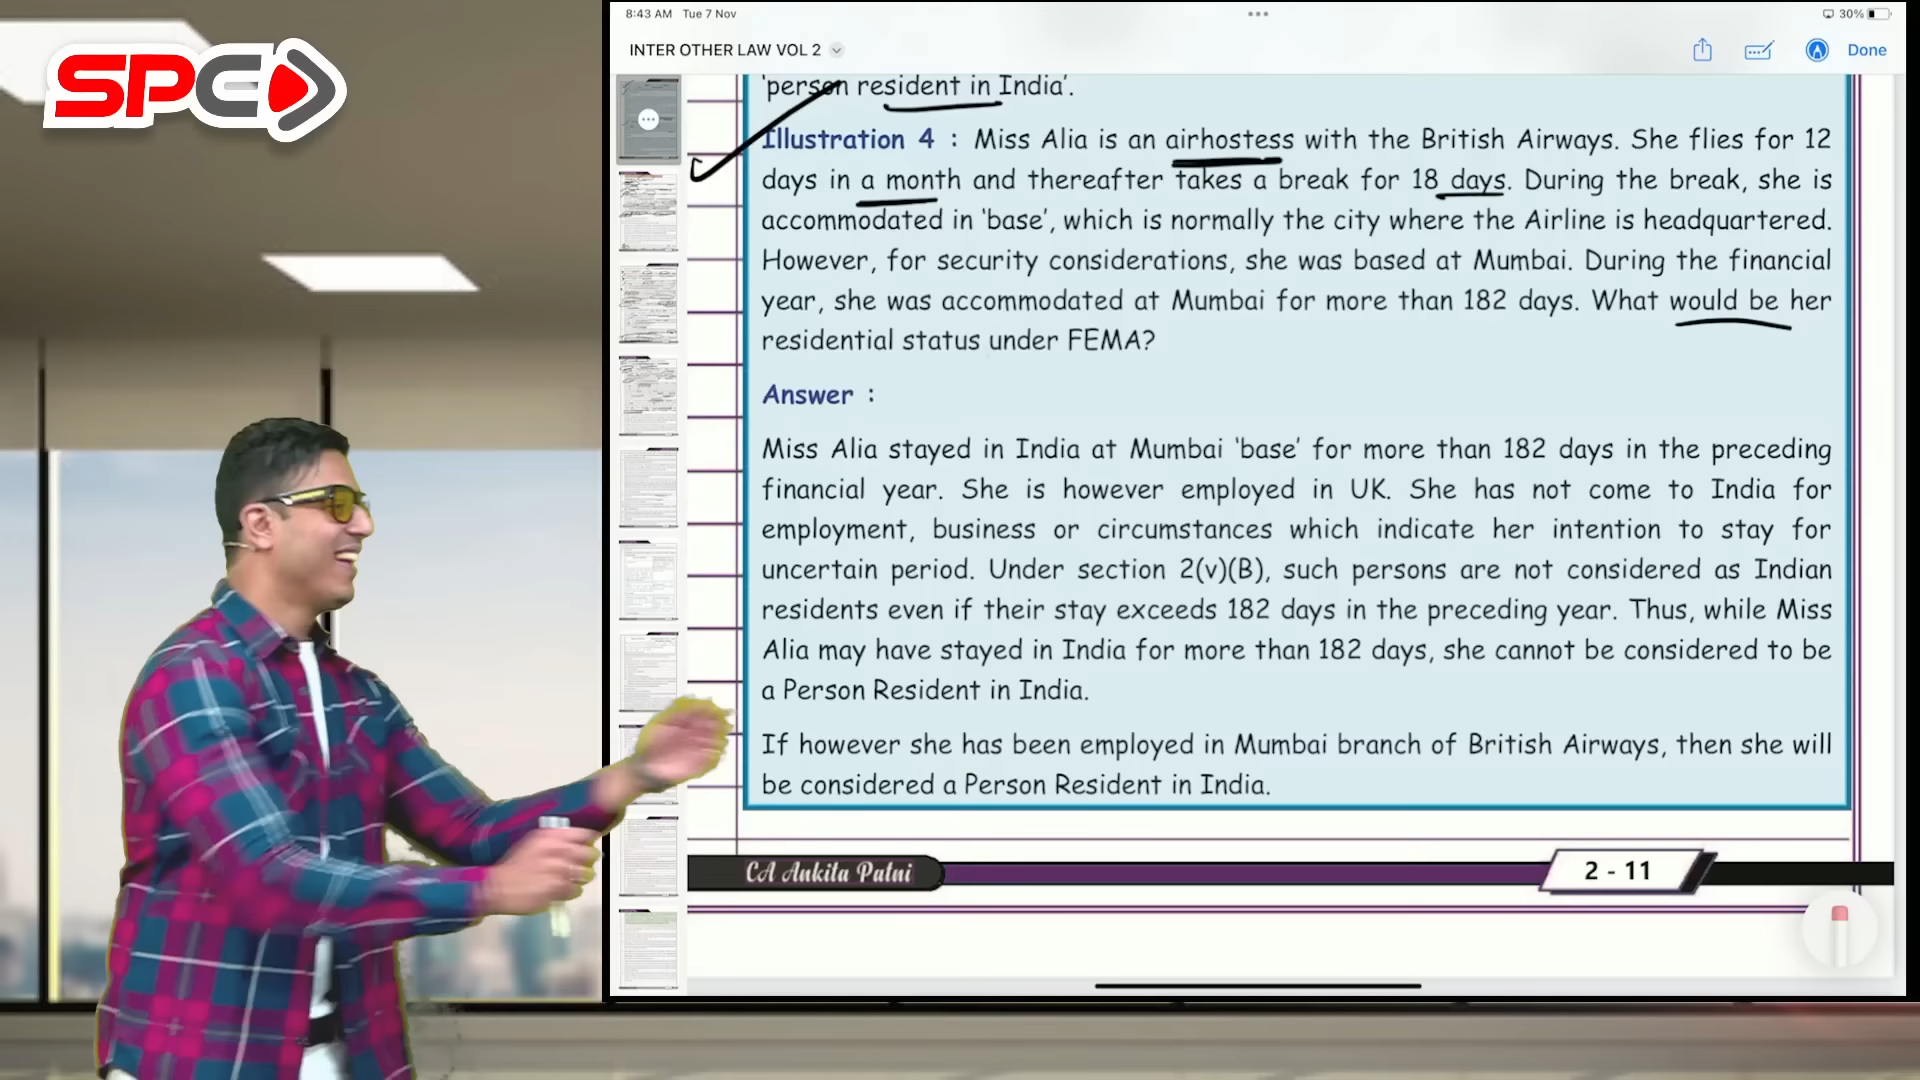 8:43 AM Tue 7 Nov
30%
SPC
INTER OTHER LAW VOL 2
Done
'person resident in India'.
Illustration 4 : Miss Alia is an airhostess with the British Airways. She flies for 12
days in a month and thereafter takes a break for 18 days. During the break, she is
accommodated in 'base', which is normally the city where the Airline is headquartered.
However, for security considerations, she was based at Mumbai. During the financial
year, she was accommodated at Mumbai for more than 182 days. What would be her
residential status under FEMA?
Answer :
Miss Alia stayed in India at Mumbai 'base' for more than 182 days in the preceding
financial year. She is however employed in UK. She has not come to India for
employment, business or circumstances which indicate her intention to stay for
uncertain period. Under section 2(v)(B), such persons are not considered as Indian
residents even if their stay exceeds 182 days in the preceding year. Thus, while Miss
Alia may have stayed in India for more than 182 days, she cannot be considered to be
a Person Resident in India.
If however she has been employed in Mumbai branch of British Airways, then she will
be considered a Person Resident in India.
CA Ankita Patni
2 - 11